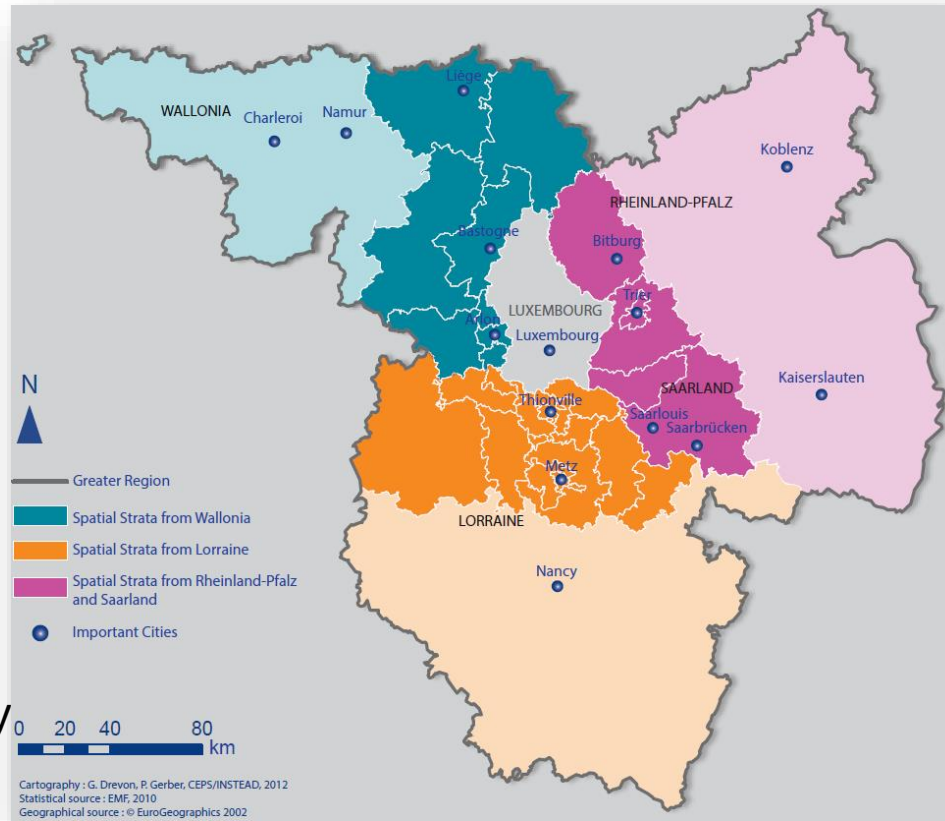 Liège
WALLONIA
Charleroi
Namur
Koblenz
RHEINLAND-PFALZ
Bastogne
Bitburg
Trier
LUXEMBOURG
Arlon
Luxembourg
SAARLAND
Kaiserslauten
Thionville
Saarlouis
Saarbrücken
Metz
LORRAINE
Nancy
N
Greater Region
Spatial Strata from Wallonia
Spatial Strata from Lorraine
Spatial Strata from Rheinland-Pfalz
and Saarland
Important Cities
y
0 20 40 80
km
Cartography : G. Drevon, P. Gerber, CEPS/INSTEAD, 2012
Statistical source : EMF, 2010
Geographical source : © EuroGeographics 2002